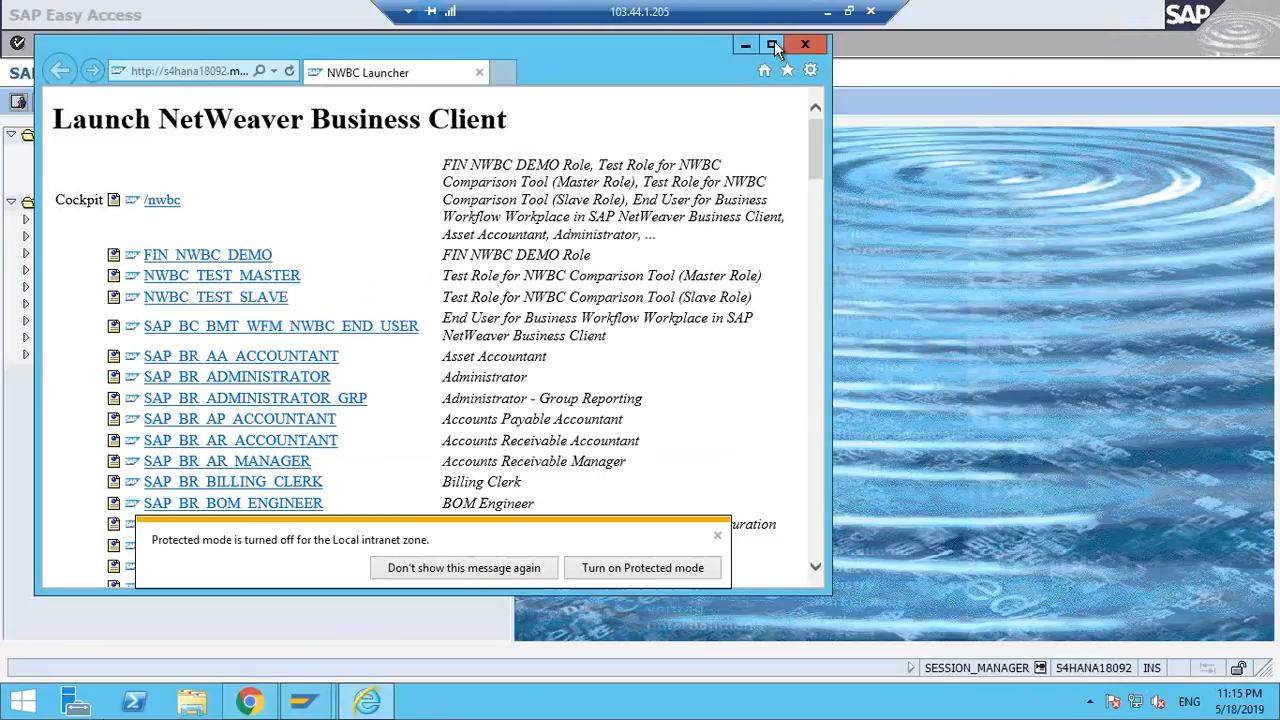 SAP Easy Access
103.44.1.205
SAP
http://s4hana18092.m...
NWBC Launcher
Launch NetWeaver Business Client
Cockpit /nwbc
FIN NWBC DEMO Role, Test Role for NWBC
Comparison Tool (Master Role), Test Role for NWBC
Comparison Tool (Slave Role), End User for Business
Workflow Workplace in SAP NetWeaver Business Client,
Asset Accountant, Administrator, ...
FIN_NWBC_DEMO FIN NWBC DEMO Role
NWBC_TEST_MASTER Test Role for NWBC Comparison Tool (Master Role)
NWBC_TEST_SLAVE Test Role for NWBC Comparison Tool (Slave Role)
SAP_BC_BMT_WFM_NWBC_END_USER End User for Business Workflow Workplace in SAP
NetWeaver Business Client
SAP_BR_AA_ACCOUNTANT Asset Accountant
SAP_BR_ADMINISTRATOR Administrator
SAP_BR_ADMINISTRATOR_GRP Administrator - Group Reporting
SAP_BR_AP_ACCOUNTANT Accounts Payable Accountant
SAP_BR_AR_ACCOUNTANT Accounts Receivable Accountant
SAP_BR_AR_MANAGER Accounts Receivable Manager
SAP_BR_BILLING_CLERK Billing Clerk
SAP_BR_BOM_ENGINEER BOM Engineer
Protected mode is turned off for the Local intranet zone.
Don't show this message again
Turn on Protected mode
SESSION_MANAGER
S4HANA18092
INS
ENG
11:15 PM
5/18/2019